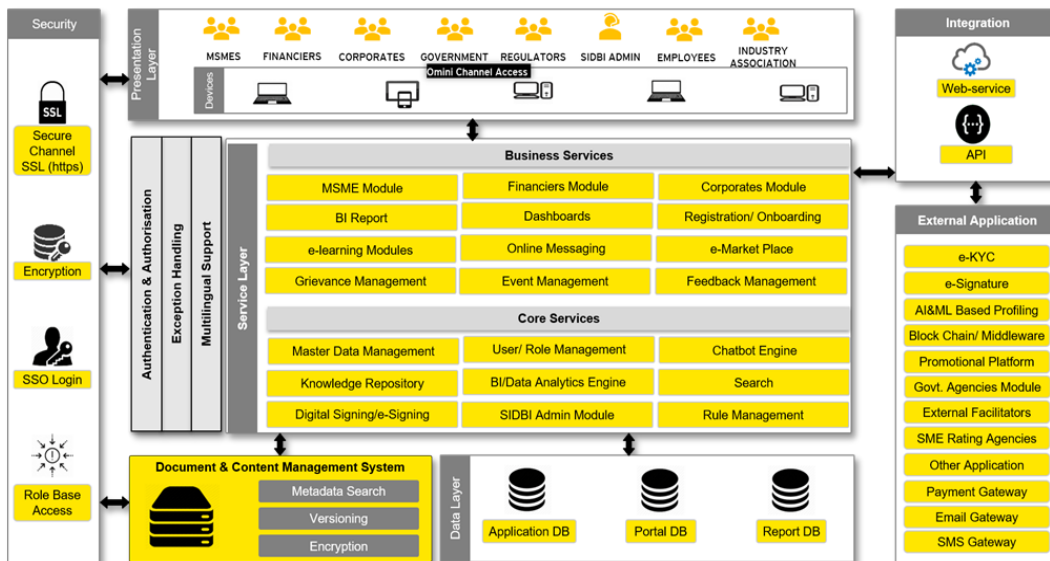 Security
SSL
Secure
Channel
SSL (https)
Encryption
SSO Login
Role Base
Access
Presentation
Layer
MSMES
FINANCIERS
CORPORATES
GOVERNMENT
REGULATORS
SIDBI ADMIN
EMPLOYEES
INDUSTRY
ASSOCIATION
Omini Channel Access
Devices
Authentication & Authorisation
Exception Handling
Multilingual Support
Service Layer
Business Services
MSME Module
Financiers Module
Corporates Module
BI Report
Dashboards
Registration/ Onboarding
e-learning Modules
Online Messaging
e-Market Place
Grievance Management
Event Management
Feedback Management
Core Services
Master Data Management
User/ Role Management
Chatbot Engine
Knowledge Repository
BI/Data Analytics Engine
Search
Digital Signing/e-Signing
SIDBI Admin Module
Rule Management
Document & Content Management System
Metadata Search
Versioning
Encryption
Data Layer
Application DB
Portal DB
Report DB
Integration
Web-service
{···}
API
External Application
e-KYC
e-Signature
AI&ML Based Profiling
Block Chain/ Middleware
Promotional Platform
Govt. Agencies Module
External Facilitators
SME Rating Agencies
Other Application
Payment Gateway
Email Gateway
SMS Gateway